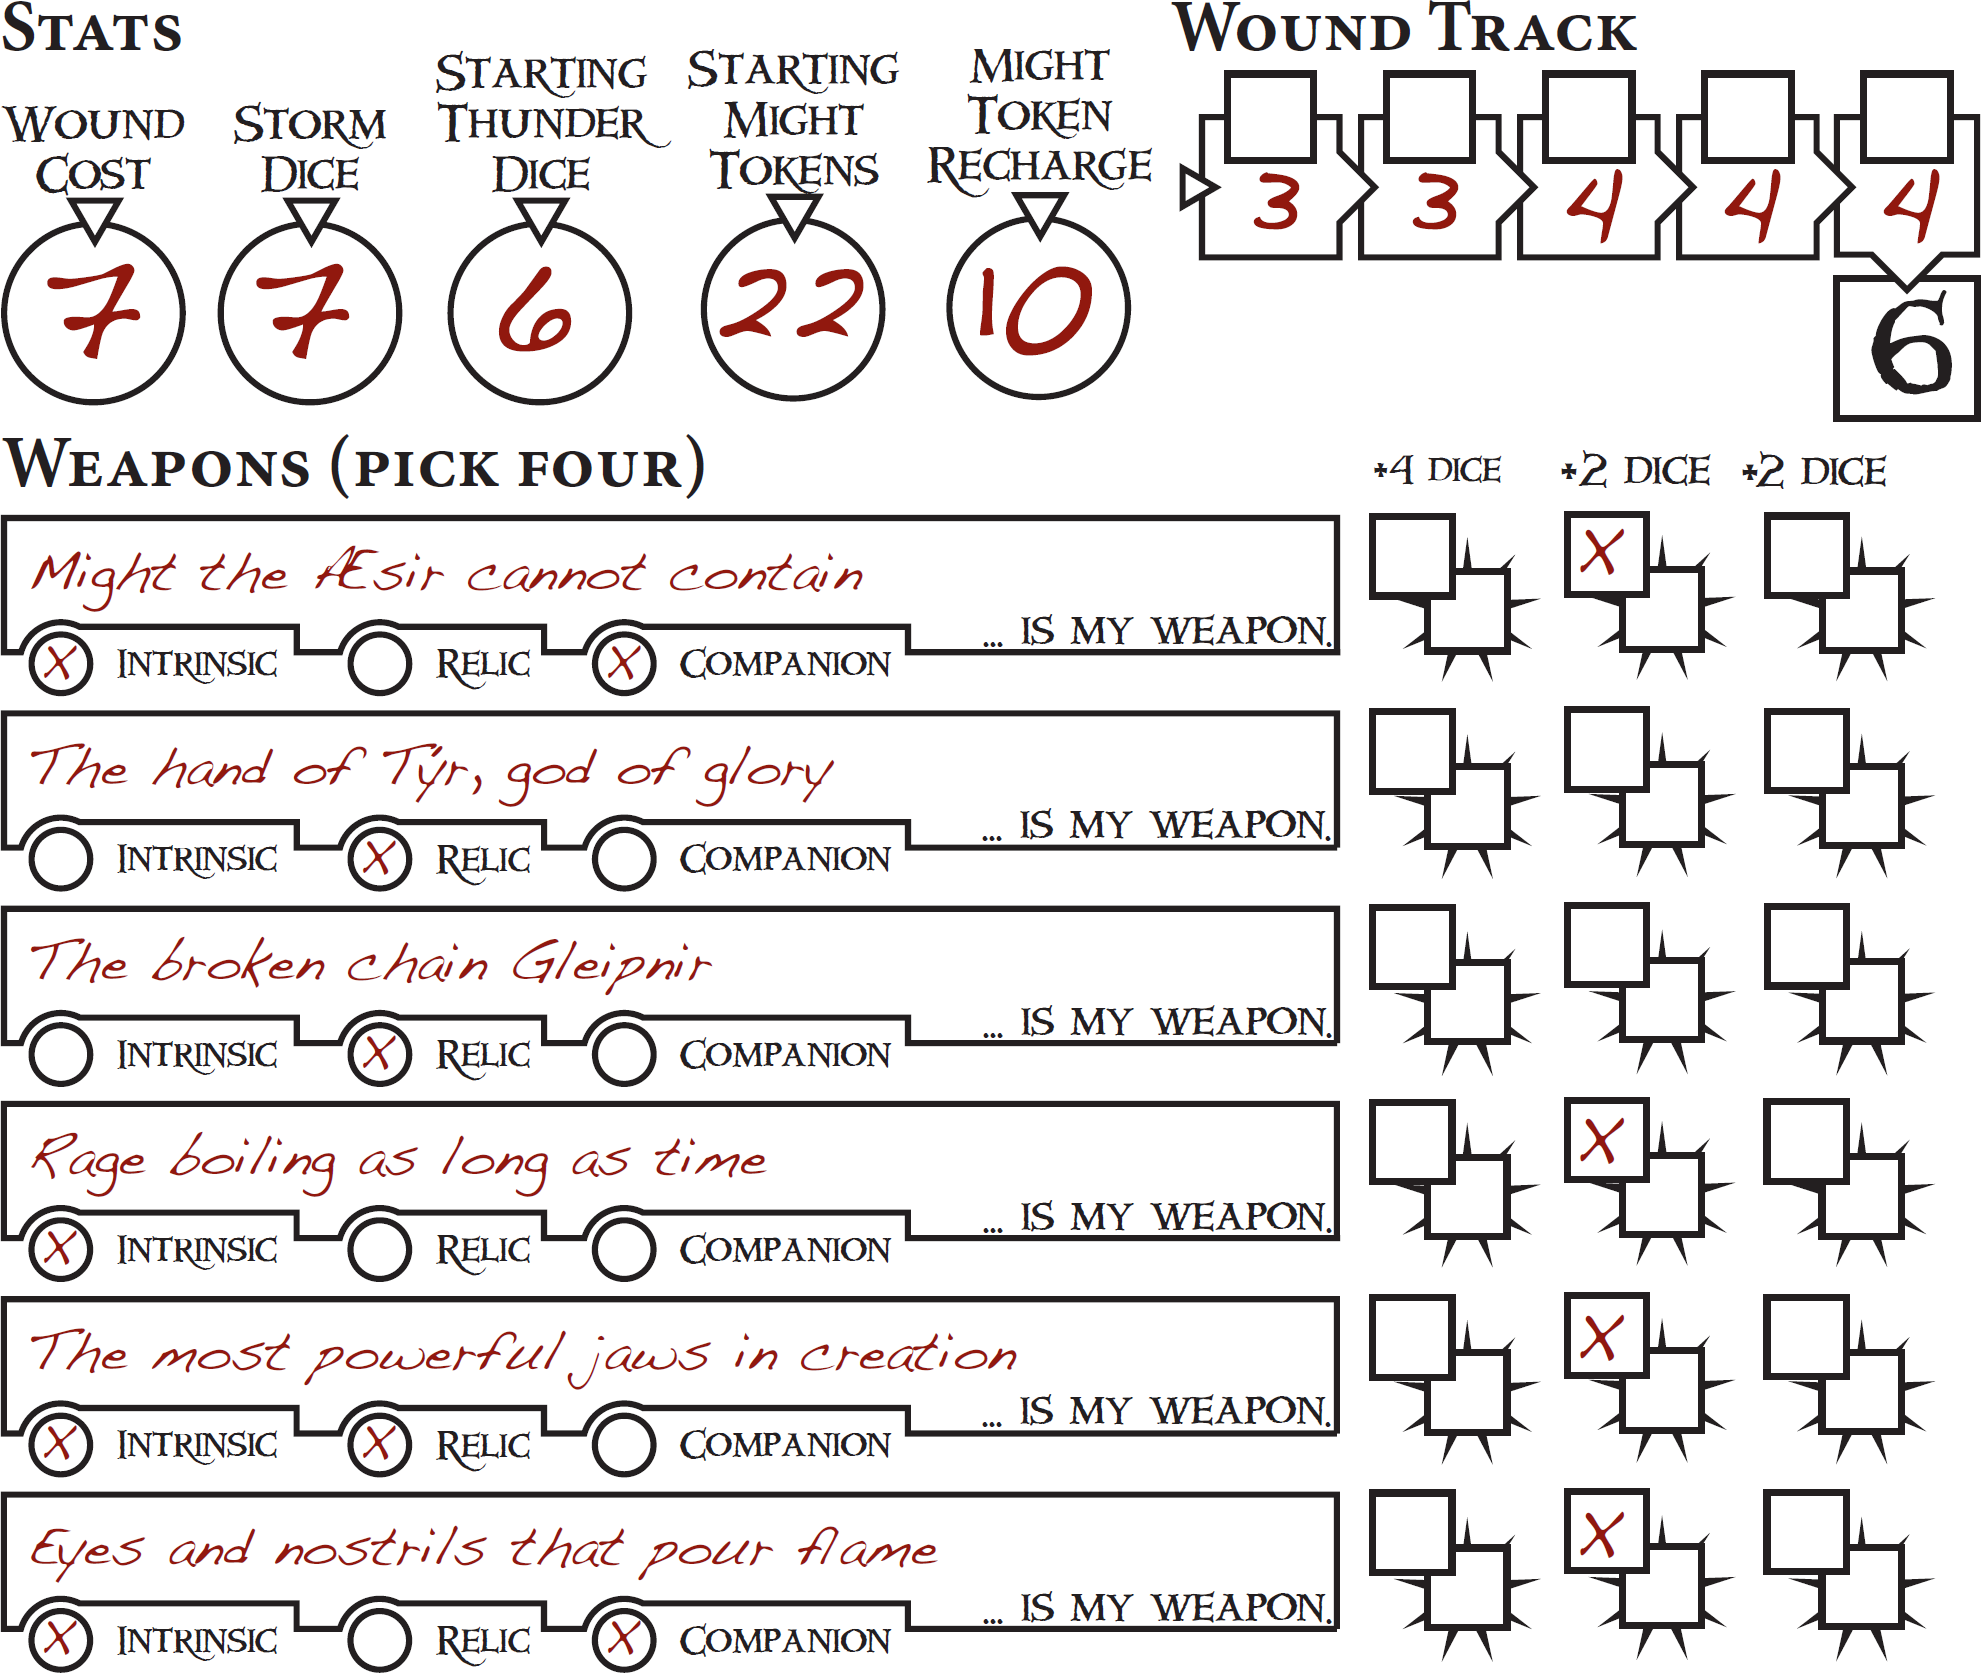 STATS
WOUND TRACK
WOUND
COST
STORM
DICE
STARTING
THUNDER
DICE
STARTING
MIGHT
TOKENS
MIGHT
TOKEN
RECHARGE
7
7
6
22
10
3
3
4
4
4
6
WEAPONS (PICK FOUR)
+4 DICE
+2 DICE
+2 DICE
Might the Æsir cannot contain
X
... IS MY WEAPON.
X INTRINSIC
RELIC
X COMPANION
The hand of Týr, god of glory
... IS MY WEAPON.
INTRINSIC
X RELIC
COMPANION
The broken chain Gleipnir
... IS MY WEAPON.
INTRINSIC
X RELIC
COMPANION
Rage boiling as long as time
X
... IS MY WEAPON.
X INTRINSIC
RELIC
COMPANION
The most powerful jaws in creation
X
... IS MY WEAPON.
X INTRINSIC
X RELIC
COMPANION
Eyes and nostrils that pour flame
X
... IS MY WEAPON.
X INTRINSIC
RELIC
X COMPANION